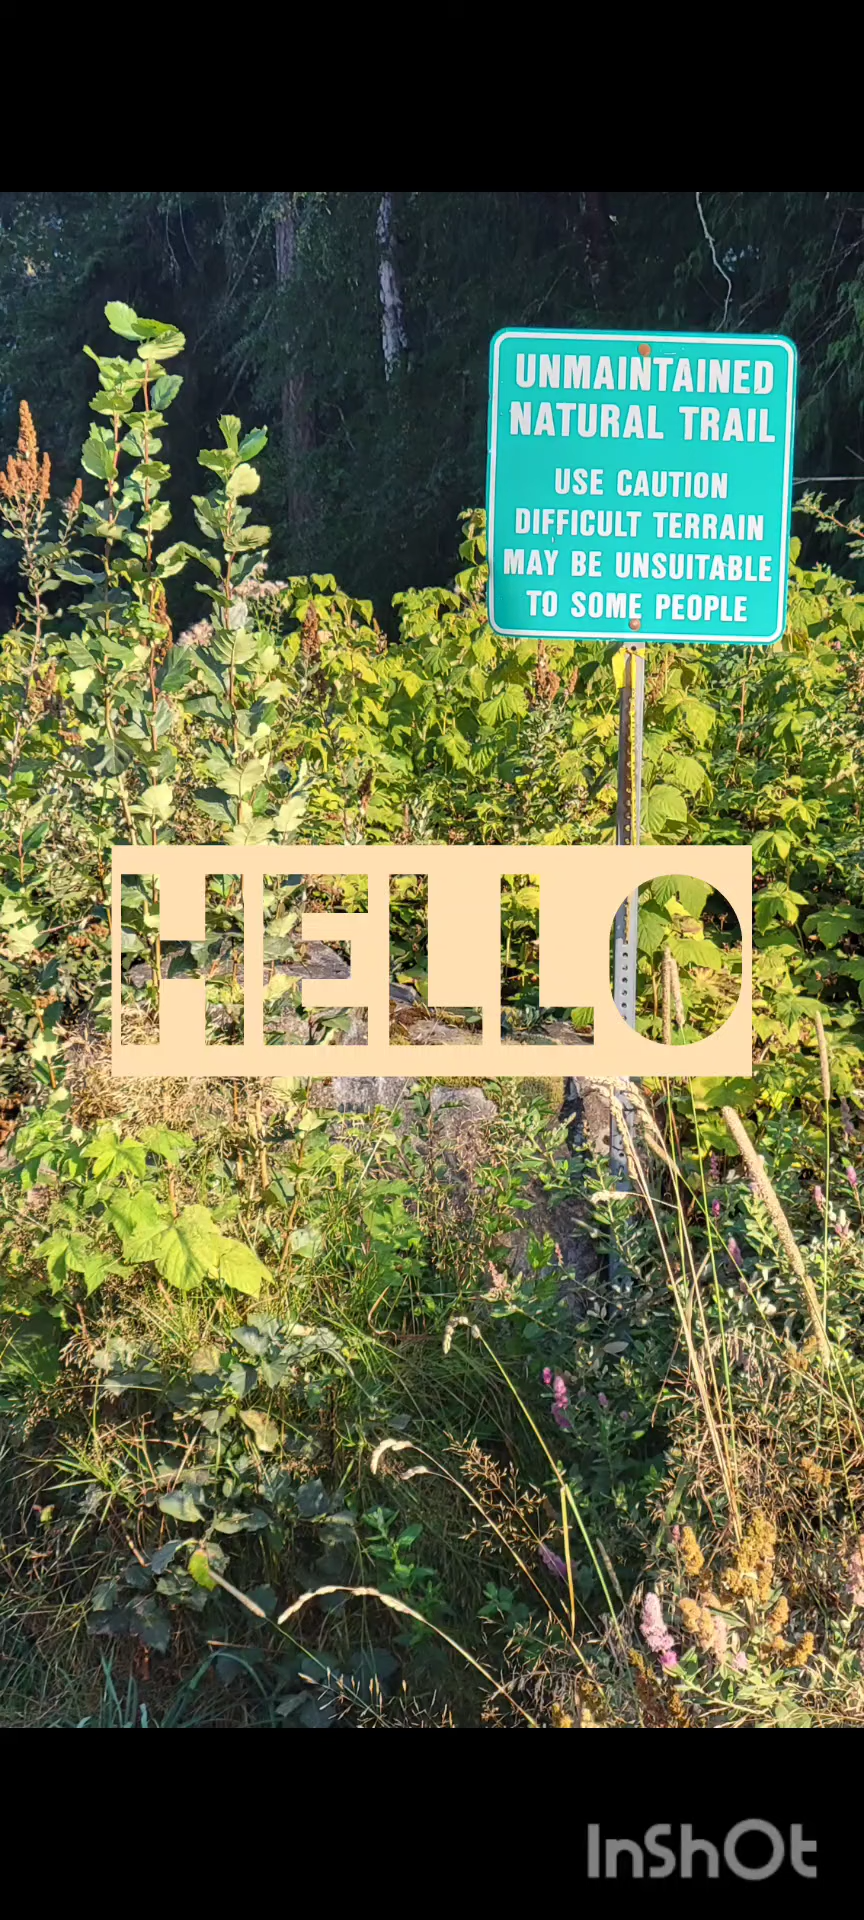 UNMAINTAINED
NATURAL TRAIL
USE CAUTION
DIFFICULT TERRAIN
MAY BE UNSUITABLE
TO SOME PEOPLE
HELLO
InShOt